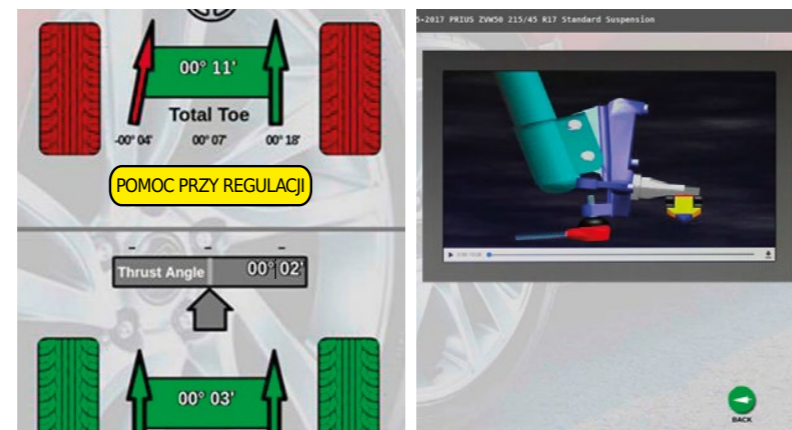 00° 11'
Total Toe
-00° 04' 00° 07' 00° 18'
POMOC PRZY REGULACJI
- - -
Thrust Angle 00° 02'
00° 03'
5-2017 PRIUS ZVW50 215/45 R17 Standard Suspension
BACK